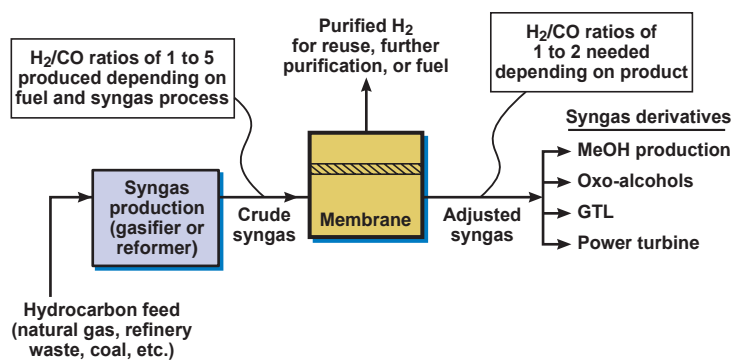 H2/CO ratios of 1 to 5
produced depending on
fuel and syngas process
Purified H2
for reuse, further
purification, or fuel
H2/CO ratios of
1 to 2 needed
depending on product
Syngas derivatives
MeOH production
Oxo-alcohols
GTL
Power turbine
Syngas
production
(gasifier or
reformer)
Crude
syngas
Membrane
Adjusted
syngas
Hydrocarbon feed
(natural gas, refinery
waste, coal, etc.)